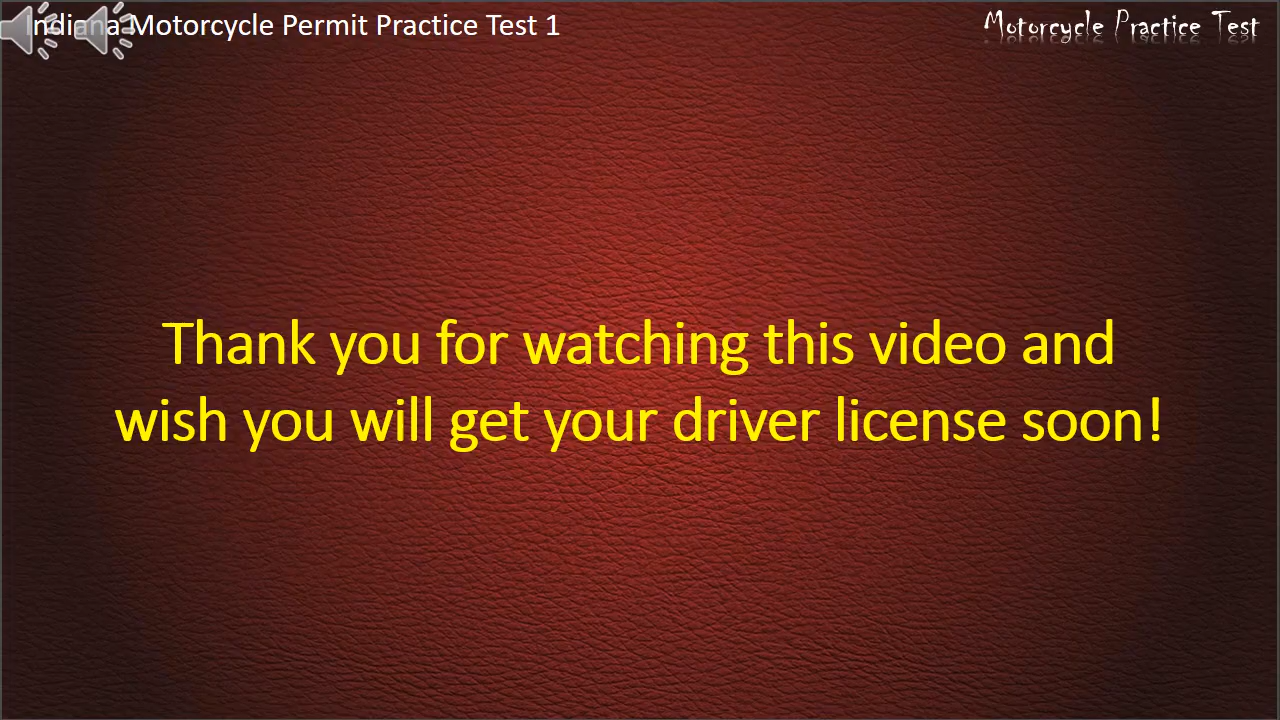 Indiana Motorcycle Permit Practice Test 1
Motorcycle Practice Test
Thank you for watching this video and
wish you will get your driver license soon!